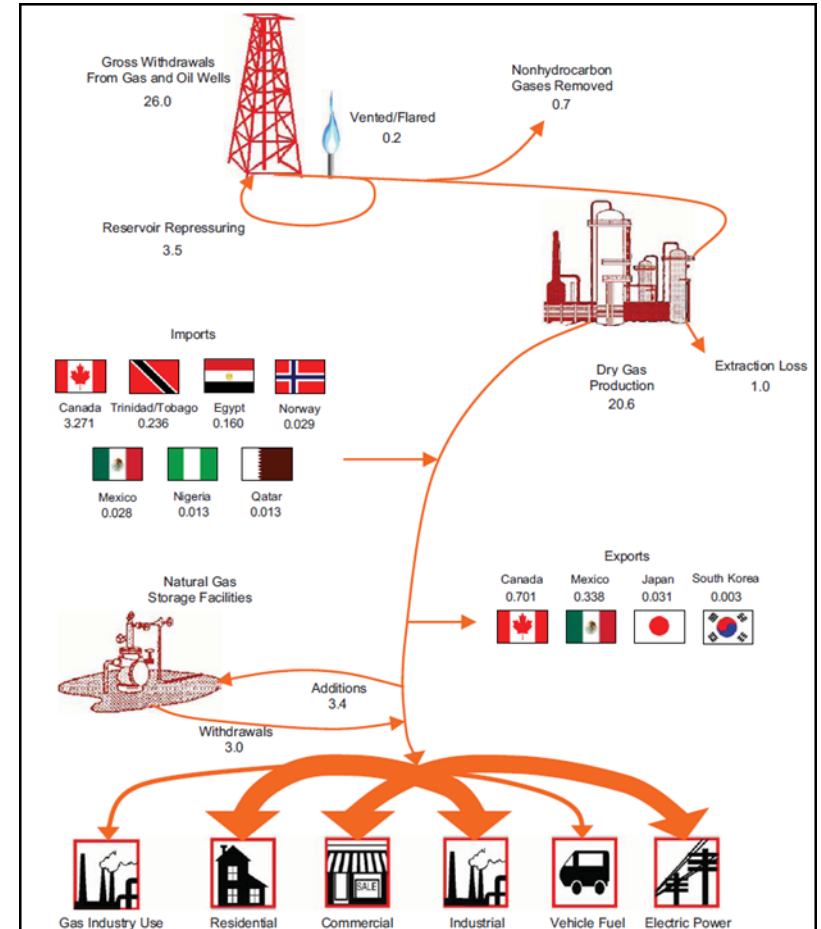 Gross Withdrawals
From Gas and Oil Wells
26.0
Vented/Flared
0.2
Nonhydrocarbon
Gases Removed
0.7
Reservoir Repressuring
3.5
Imports
Canada Trinidad/Tobago Egypt Norway
3.271 0.236 0.160 0.029
Mexico Nigeria Qatar
0.028 0.013 0.013
Dry Gas
Production
20.6
Extraction Loss
1.0
Exports
Canada Mexico Japan South Korea
0.701 0.338 0.031 0.003
Natural Gas
Storage Facilities
Additions
3.4
Withdrawals
3.0
SALE
Gas Industry Use Residential Commercial Industrial Vehicle Fuel Electric Power